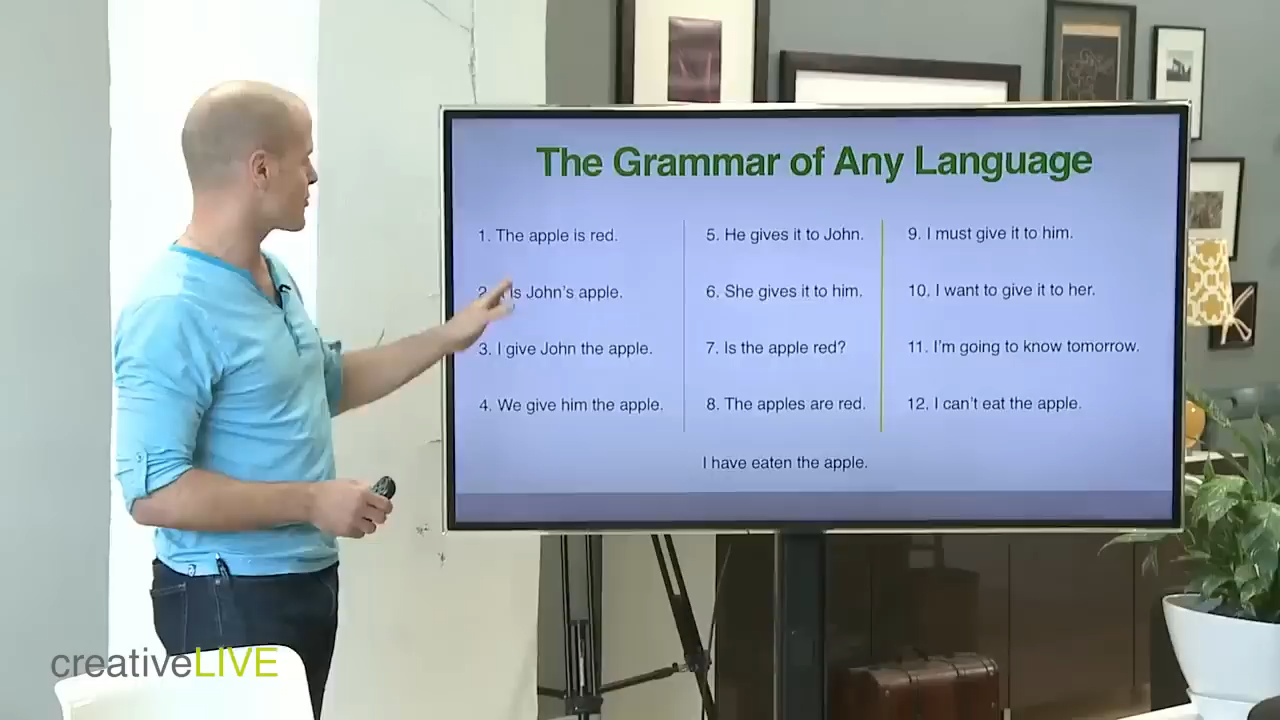 The Grammar of Any Language
1. The apple is red.
2. is John's apple.
3. I give John the apple.
4. We give him the apple.
5. He gives it to John.
6. She gives it to him.
7. Is the apple red?
8. The apples are red.
9. I must give it to him.
10. I want to give it to her.
11. I'm going to know tomorrow.
12. I can't eat the apple.
I have eaten the apple.
creativeLIVE